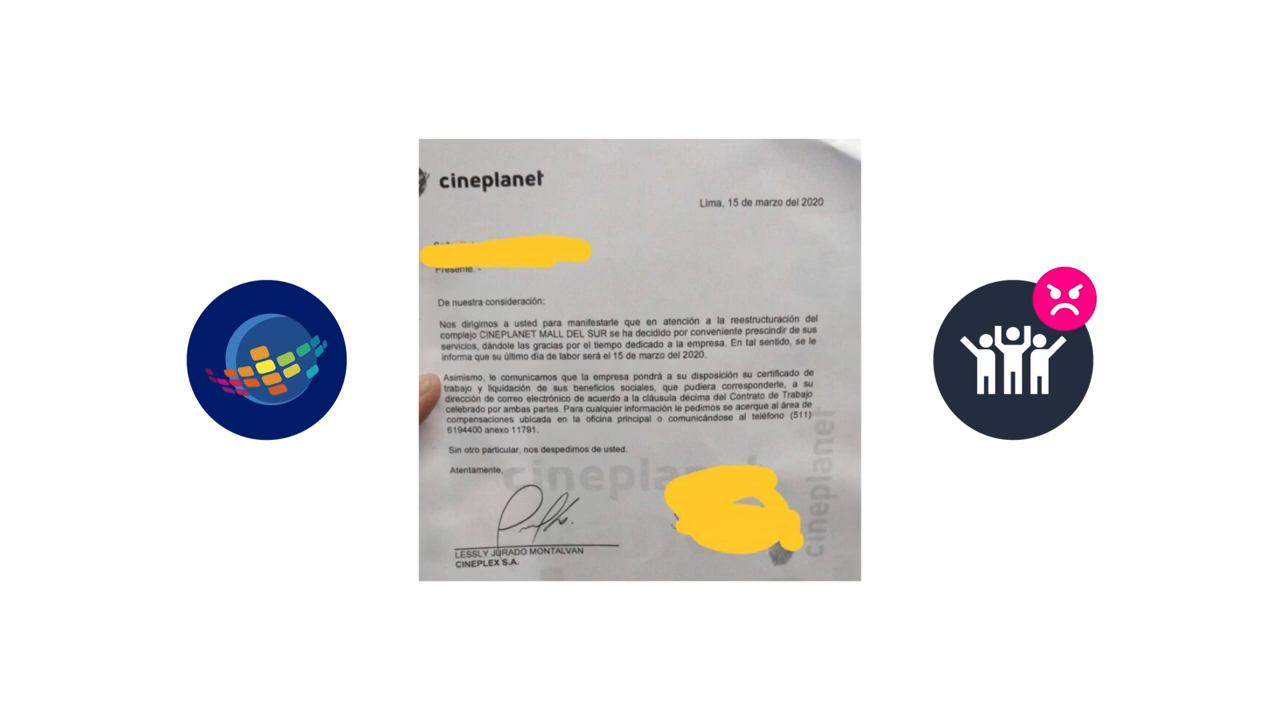 cineplanet
Lima, 15 de marzo del 2020
Presente. -
De nuestra consideración:
Nos dirigimos a usted para manifestarle que en atención a la reestructuración del
complejo CINEPLANET MALL DEL SUR se ha decidido por conveniente prescindir de sus
servicios, dándole las gracias por el tiempo dedicado a la empresa. En tal sentido, se le
informa que su último día de labor será el 15 de marzo del 2020.
Asimismo, le comunicamos que la empresa pondrá a su disposición su certificado de
trabajo y liquidación de sus beneficios sociales, que pudiera corresponderle, a su
dirección de correo electrónico de acuerdo a la cláusula décima del Contrato de Trabajo
celebrado por ambas partes. Para cualquier información le pedimos se acerque al área de
compensaciones ubicada en la oficina principal o comunicándose al teléfono (511)
6194400 anexo 11791.
Sin otro particular, nos despedimos de usted.
Atentamente,
cineplanet
LESSLY JURADO MONTALVAN
CINEPLEX S.A.